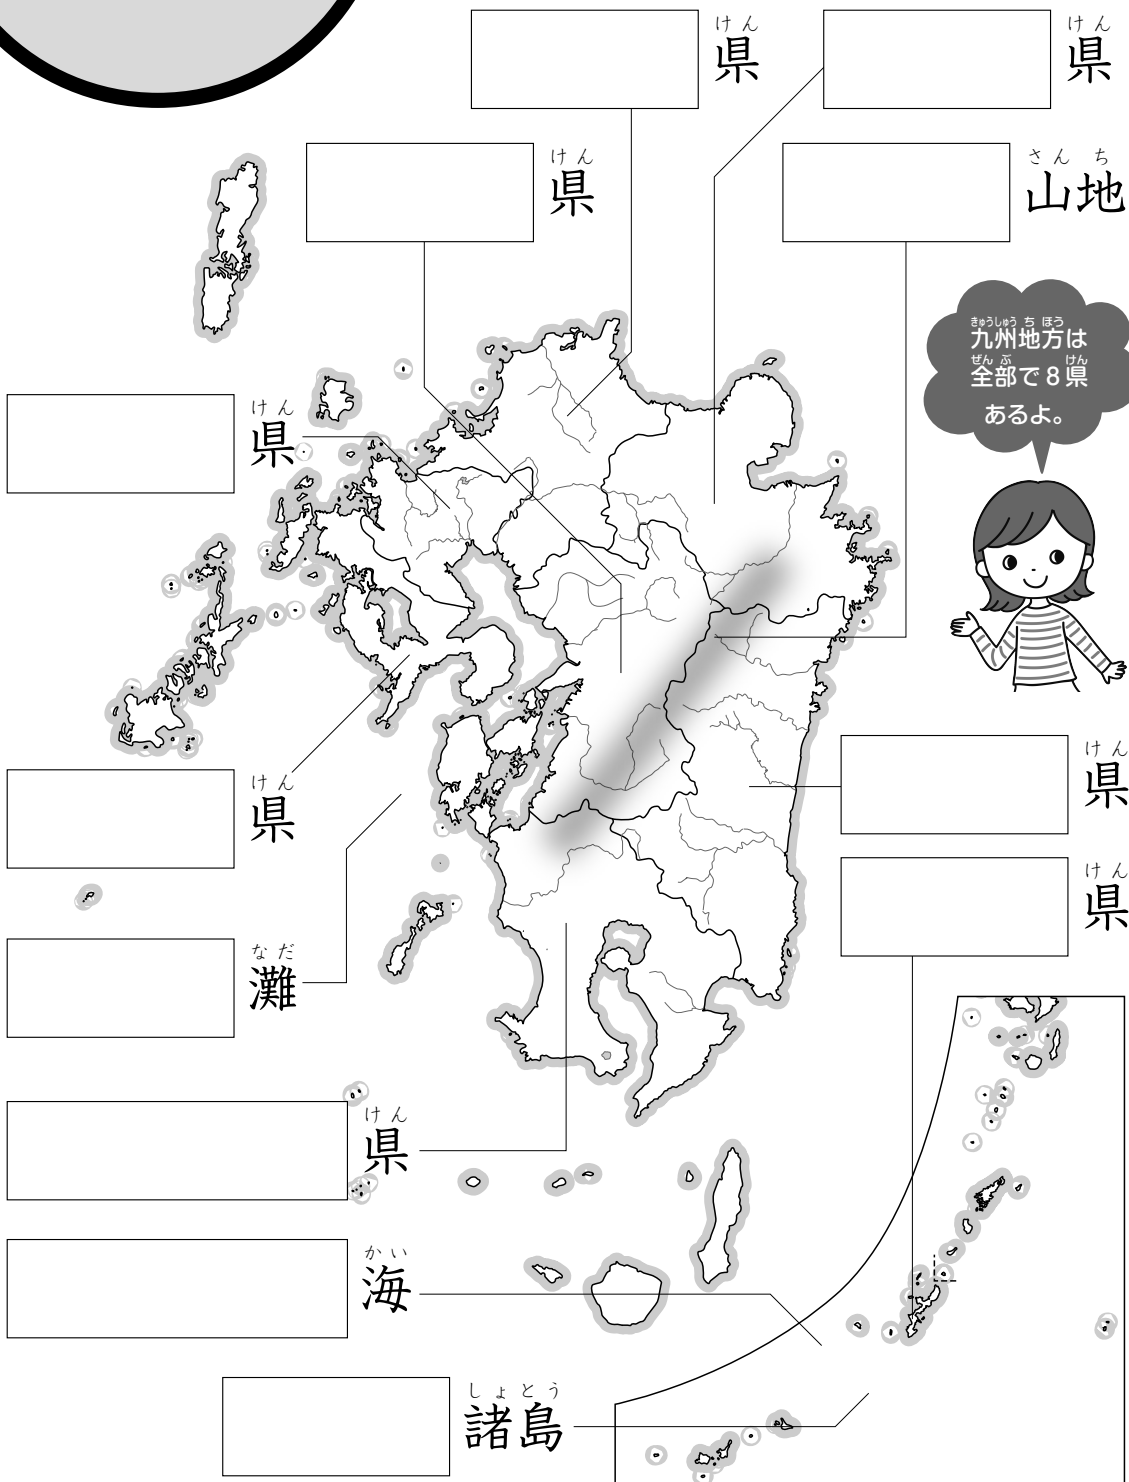 けん
県
けん
県
けん
県
さんち
山地
きゅうしゅうちほう
九州地方は
ぜんぶ けん
全部で8県
あるよ。
けん
県
けん
県
けん
県
けん
県
なだ
灘
けん
県
かい
海
しょとう
諸島